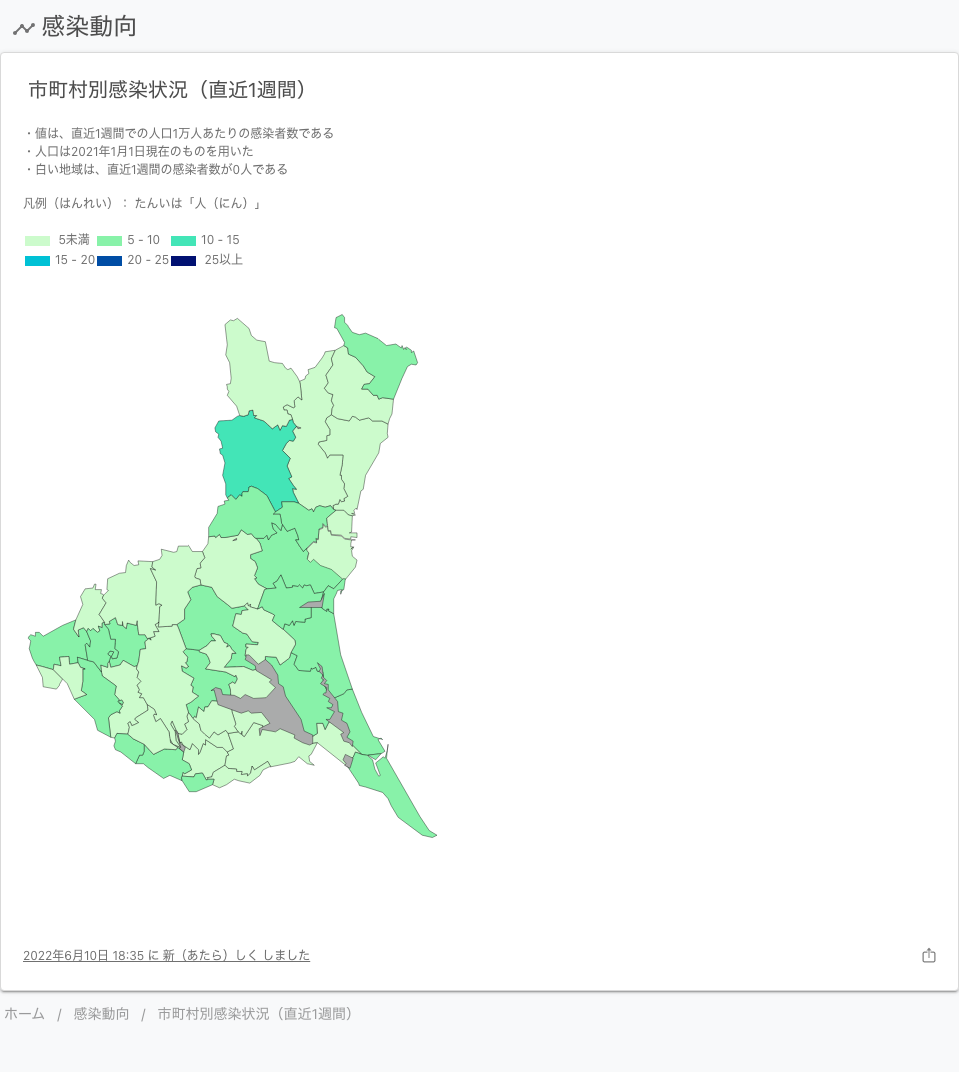 感染動向
市町村別感染状況（直近1週間）
・値は、直近1週間での人口1万人あたりの感染者数である
・人口は2021年1月1日現在のものを用いた
・白い地域は、直近1週間の感染者数が0人である
凡例（はんれい）： たんいは「人（にん）」
5未満 5 - 10 10 - 15
15 - 20 20 - 25 25以上
2022年6月10日 18:35 に 新（あたら）しく しました
ホーム / 感染動向 / 市町村別感染状況（直近1週間）